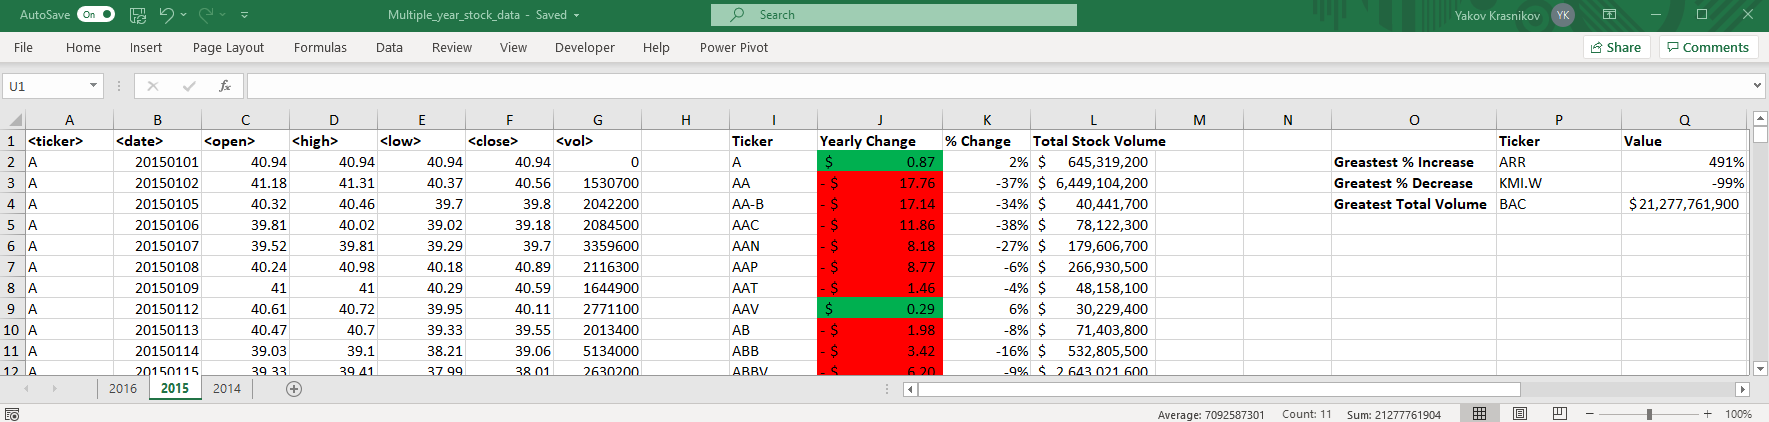 AutoSave On Multiple_year_stock_data - Saved Search Yakov Krasnikov YK
File Home Insert Page Layout Formulas Data Review View Developer Help Power Pivot Share Comments
U1 fx
A B C D E F G H I J K L M N O P Q
1 <ticker> <date> <open> <high> <low> <close> <vol> Ticker Yearly Change % Change Total Stock Volume Ticker Value
2 A 20150101 40.94 40.94 40.94 40.94 0 A $ 0.87 2% $ 645,319,200 Greastest % Increase ARR 491%
3 A 20150102 41.18 41.31 40.37 40.56 1530700 AA -$ 17.76 -37% $ 6,449,104,200 Greatest % Decrease KMI.W -99%
4 A 20150105 40.32 40.46 39.7 39.8 2042200 AA-B -$ 17.14 -34% $ 40,441,700 Greatest Total Volume BAC $21,277,761,900
5 A 20150106 39.81 40.02 39.02 39.18 2084500 AAC -$ 11.86 -38% $ 78,122,300
6 A 20150107 39.52 39.81 39.29 39.7 3359600 AAN -$ 8.18 -27% $ 179,606,700
7 A 20150108 40.24 40.98 40.18 40.89 2116300 AAP -$ 8.77 -6% $ 266,930,500
8 A 20150109 41 41 40.29 40.59 1644900 AAT -$ 1.46 -4% $ 48,158,100
9 A 20150112 40.61 40.72 39.95 40.11 2771100 AAV $ 0.29 6% $ 30,229,400
10 A 20150113 40.47 40.7 39.33 39.55 2013400 AB -$ 1.98 -8% $ 71,403,800
11 A 20150114 39.03 39.1 38.21 39.06 5134000 ABB -$ 3.42 -16% $ 532,805,500
12 A 20150115 39.33 39.41 37.99 38.01 2630200 ABBV -$ 6.20 -9% $ 2,643,021,600
2016 2015 2014
Average: 7092587301 Count: 11 Sum: 21277761904 100%